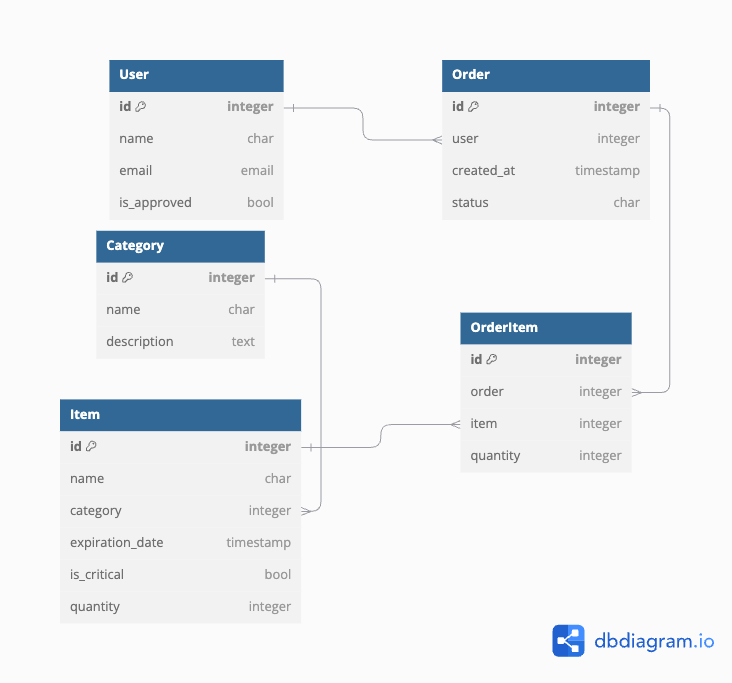 User
id integer
name char
email email
is_approved bool
Order
id integer
user integer
created_at timestamp
status char
Category
id integer
name char
description text
OrderItem
id integer
order integer
item integer
quantity integer
Item
id integer
name char
category integer
expiration_date timestamp
is_critical bool
quantity integer
dbdiagram.io